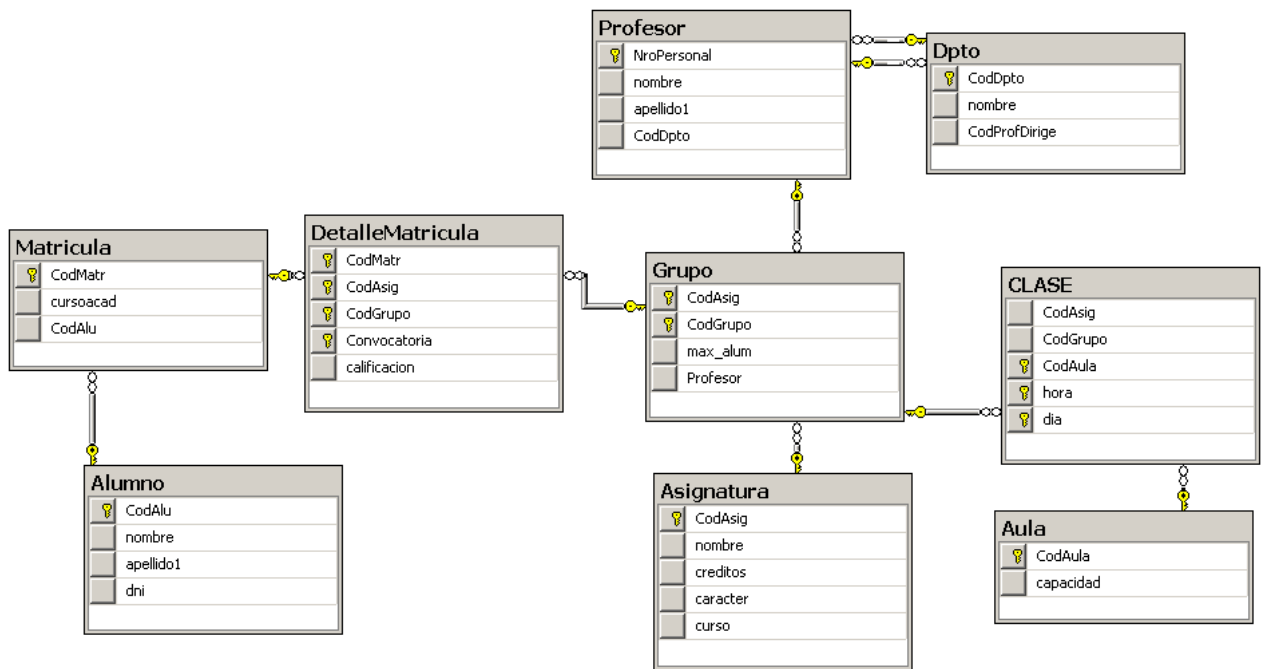 Profesor
NroPersonal
nombre
apellido1
CodDpto
Dpto
CodDpto
nombre
CodProfDirige
Matricula
CodMatr
cursoacad
CodAlu
DetalleMatricula
CodMatr
CodAsig
CodGrupo
Convocatoria
calificacion
Grupo
CodAsig
CodGrupo
max_alum
Profesor
CLASE
CodAsig
CodGrupo
CodAula
hora
dia
Alumno
CodAlu
nombre
apellido1
dni
Asignatura
CodAsig
nombre
creditos
caracter
curso
Aula
CodAula
capacidad